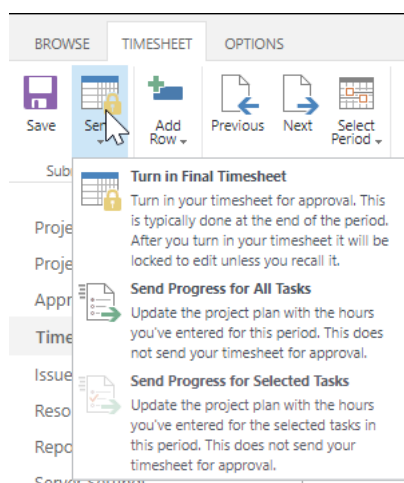 BROWSE TIMESHEET OPTIONS
Save Sen Add Row Previous Next Select Period
Sub
Turn in Final Timesheet
Turn in your timesheet for approval. This
is typically done at the end of the period.
After you turn in your timesheet it will be
locked to edit unless you recall it.
Send Progress for All Tasks
Update the project plan with the hours
you've entered for this period. This does
not send your timesheet for approval.
Send Progress for Selected Tasks
Update the project plan with the hours
you've entered for the selected tasks in
this period. This does not send your
timesheet for approval.
Proje
Proje
Appr
Time
Issue
Reso
Repo